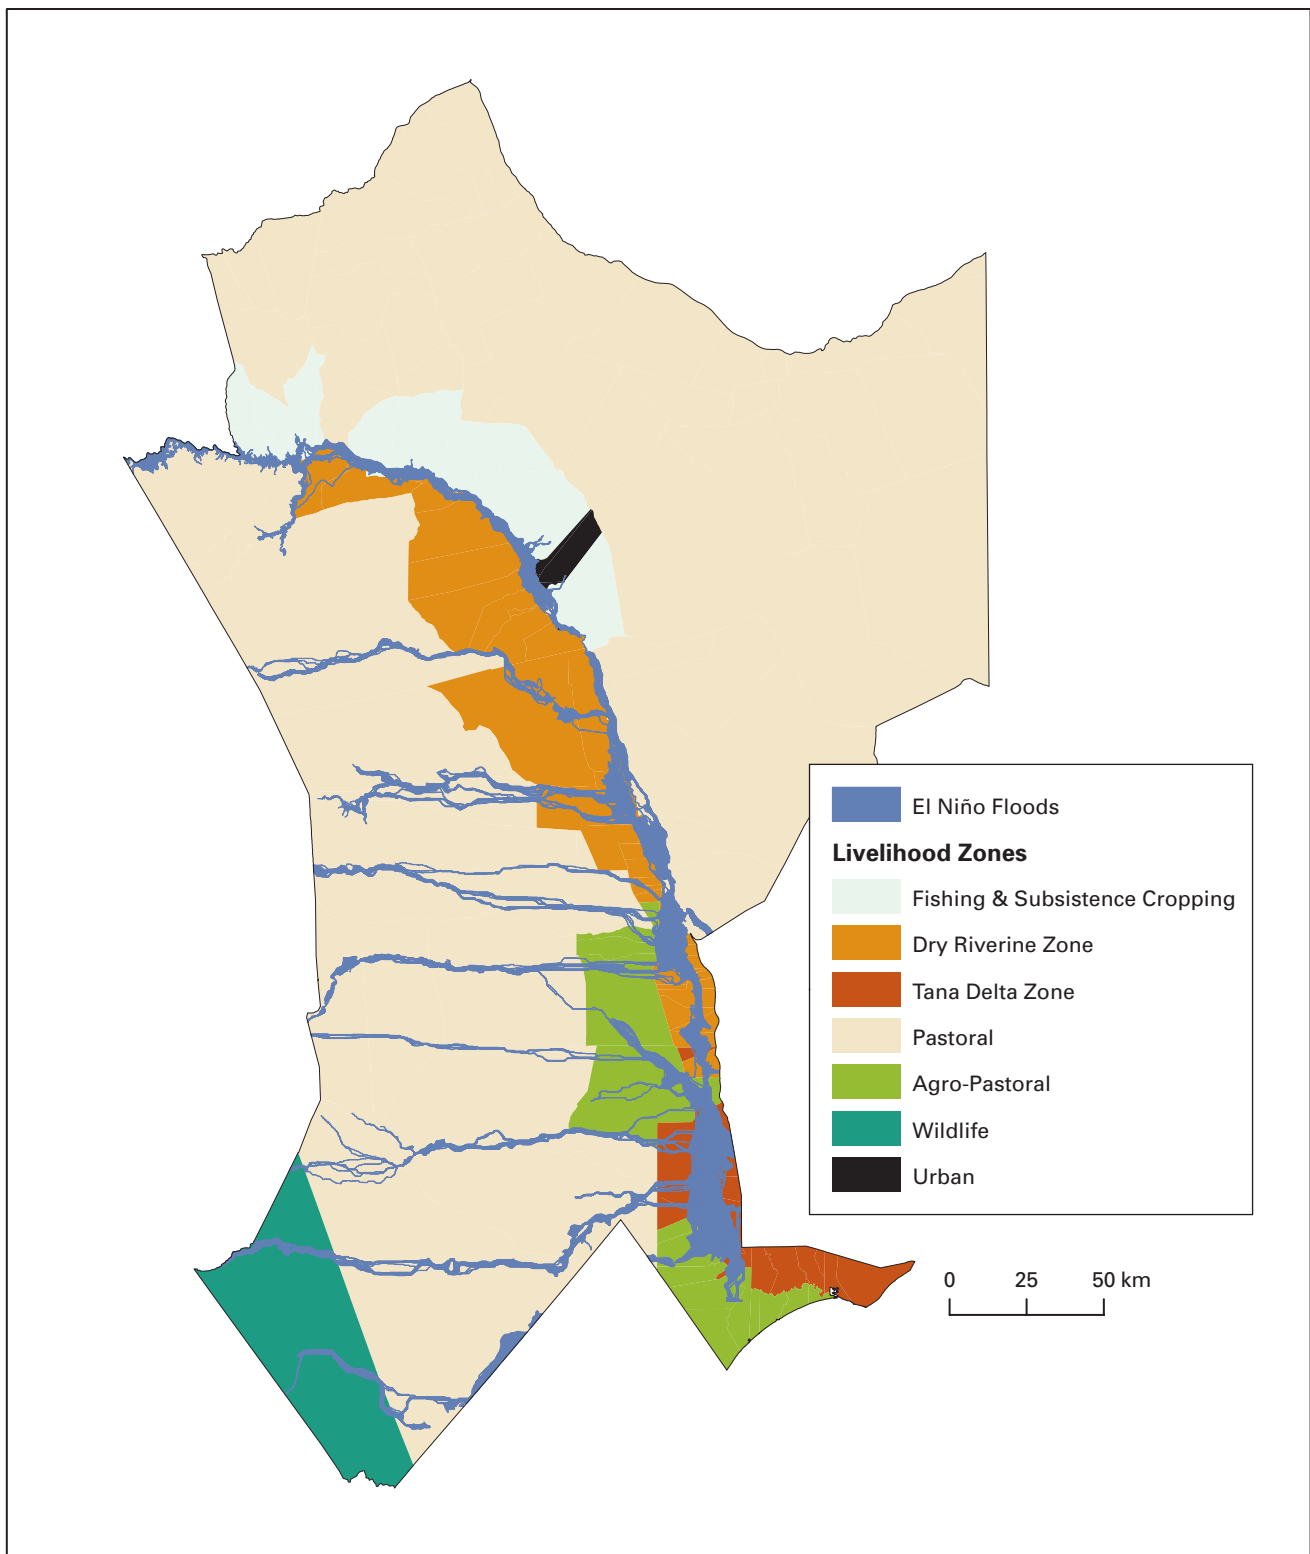 El Niño Floods
Livelihood Zones
Fishing & Subsistence Cropping
Dry Riverine Zone
Tana Delta Zone
Pastoral
Agro-Pastoral
Wildlife
Urban
0 25 50 km